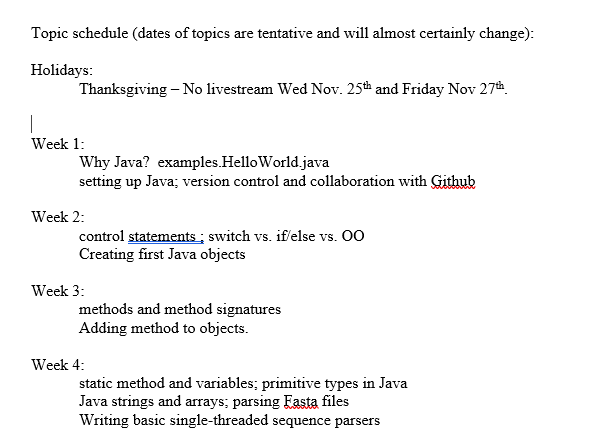 Topic schedule (dates of topics are tentative and will almost certainly change):
Holidays:
Thanksgiving – No livestream Wed Nov. 25th and Friday Nov 27th.
Week 1:
Why Java?  examples.HelloWorld.java
setting up Java; version control and collaboration with Github
Week 2:
control statements ; switch vs. if/else vs. OO
Creating first Java objects
Week 3:
methods and method signatures
Adding method to objects.
Week 4:
static method and variables; primitive types in Java
Java strings and arrays; parsing Fasta files
Writing basic single-threaded sequence parsers